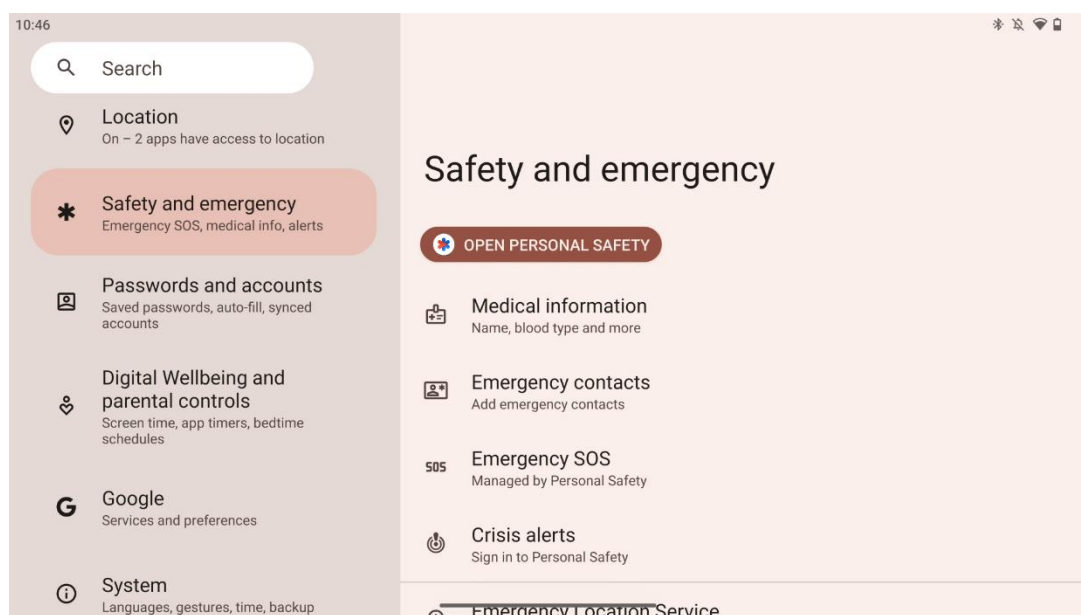 10:46
Search
Location
On – 2 apps have access to location
Safety and emergency
Emergency SOS, medical info, alerts
Passwords and accounts
Saved passwords, auto-fill, synced
accounts
Digital Wellbeing and
parental controls
Screen time, app timers, bedtime
schedules
Google
Services and preferences
System
Languages, gestures, time, backup
Safety and emergency
OPEN PERSONAL SAFETY
Medical information
Name, blood type and more
Emergency contacts
Add emergency contacts
SOS
Emergency SOS
Managed by Personal Safety
Crisis alerts
Sign in to Personal Safety
Emergency Location Service